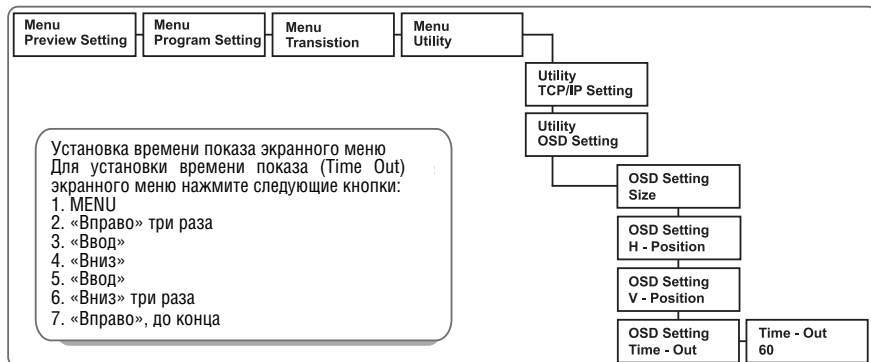 Menu
Preview Setting
Menu
Program Setting
Menu
Transistion
Menu
Utility
Utility
TCP/IP Setting
Utility
OSD Setting
Установка времени показа экранного меню
Для установки времени показа (Time Out)
экранного меню нажмите следующие кнопки:
1. MENU
2. «Вправо» три раза
3. «Ввод»
4. «Вниз»
5. «Ввод»
6. «Вниз» три раза
7. «Вправо», до конца
OSD Setting
Size
OSD Setting
H - Position
OSD Setting
V - Position
OSD Setting
Time - Out
Time - Out
60